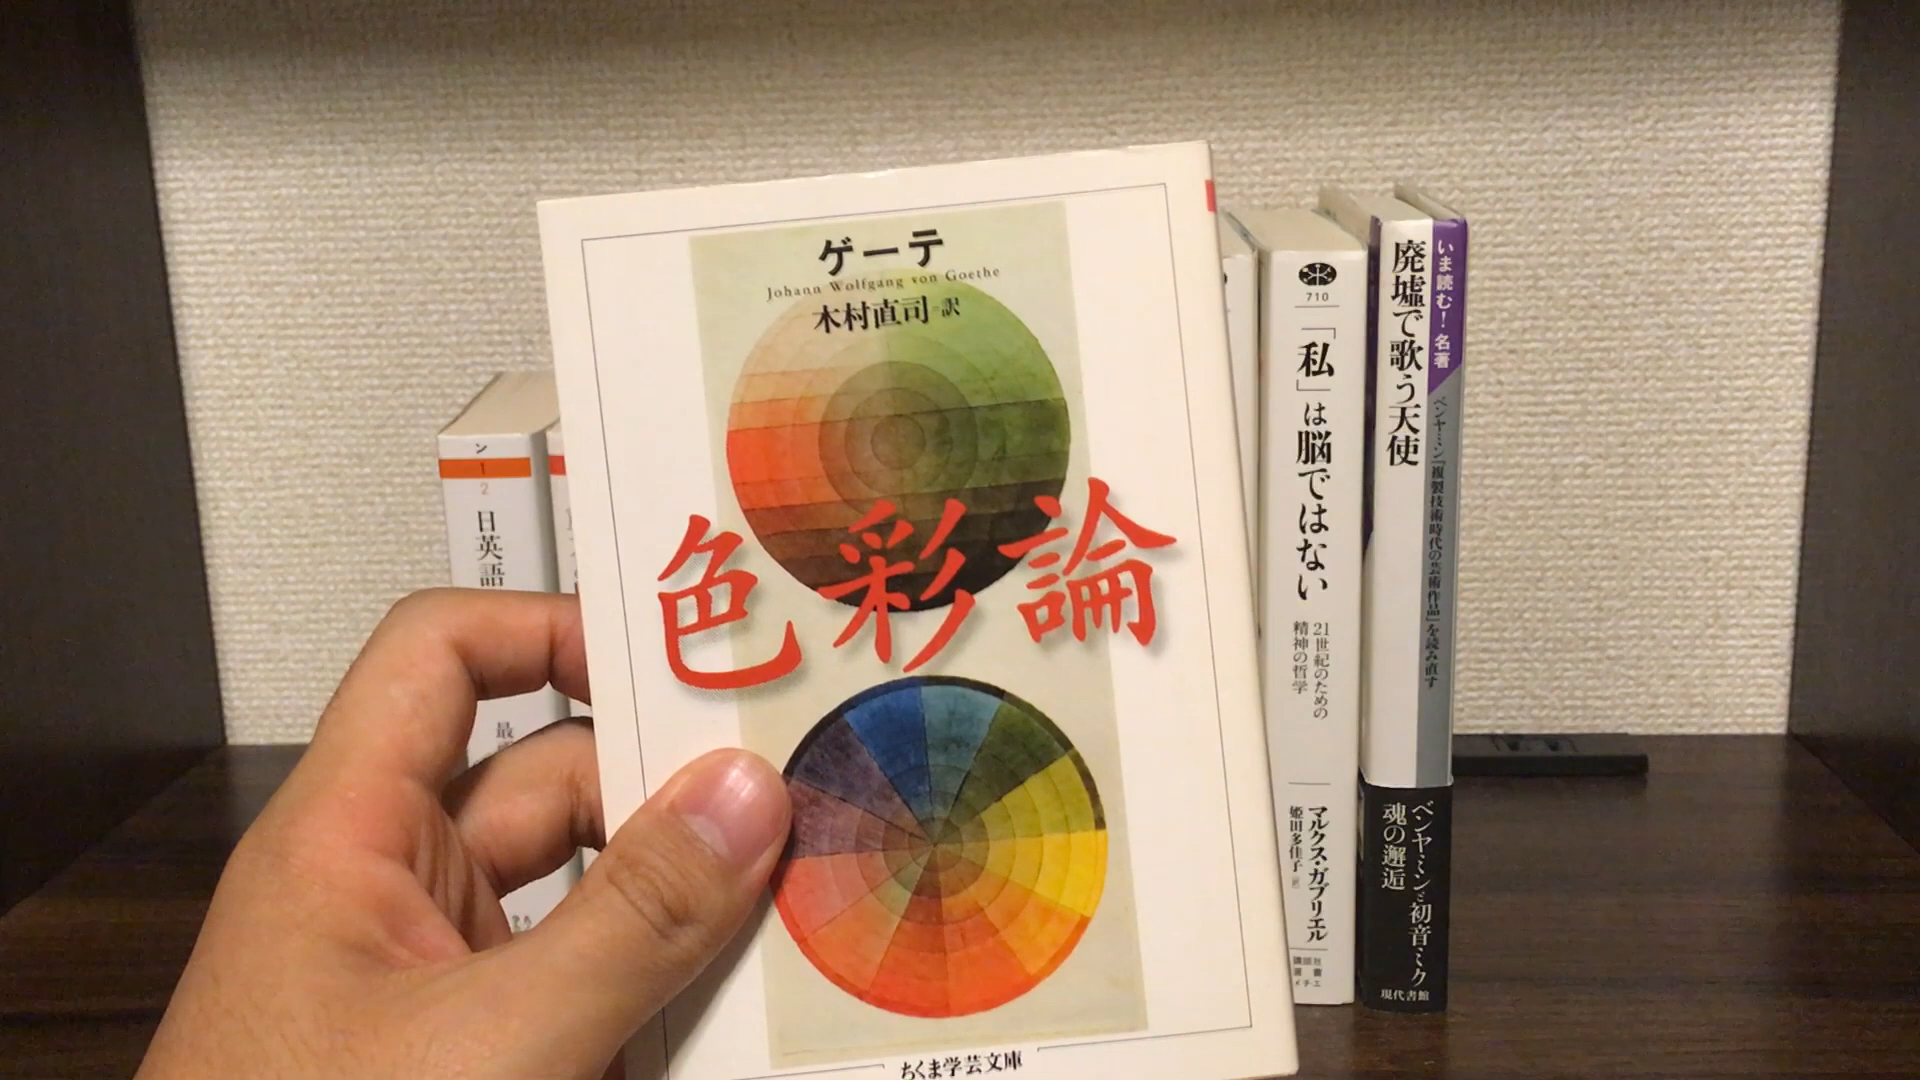 ゲーテ
Johann Wolfgang von Goethe
木村直司 訳
色彩論
ちくま学芸文庫
ン
1
2
日英語
710
「私」は脳ではない
21世紀のための
精神の哲学
マルクス・ガブリエル
姫田多佳子 訳
講談社
選書
メチエ
いま読む!名著
廃墟で歌う天使
ベンヤミン『複製技術時代の芸術作品』を読み直す
ベンヤミンと初音ミク
魂の邂逅
現代書館